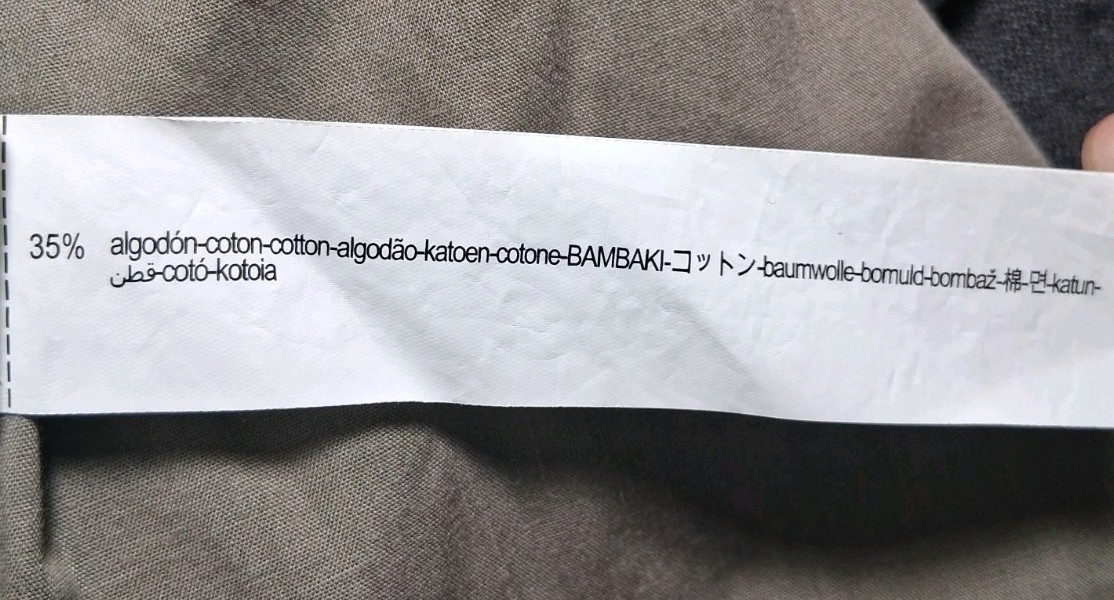 35% algodón-coton-cotton-algodão-katoen-cotone-BAMBAKI-コットン-baumwolle-bomuld-bombaž-棉-면-katun-
قطن-cotó-kotoia